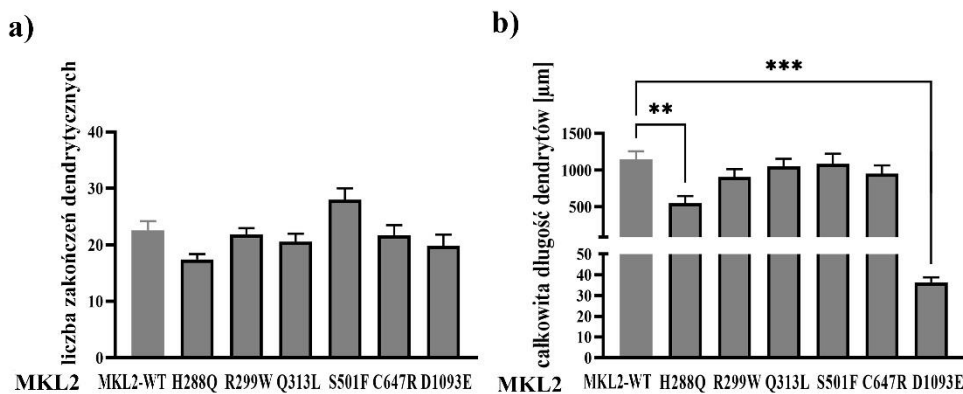 a)
liczba zakończeń dendrytycznych
40
30
20
10
0
MKL2
MKL2-WT H288Q R299W Q313L S501F C647R D1093E
b)
całkowita długość dendrytów [µm]
***
**
1500
1000
500
50
40
30
20
10
0
MKL2
MKL2-WT H288Q R299W Q313L S501F C647R D1093E